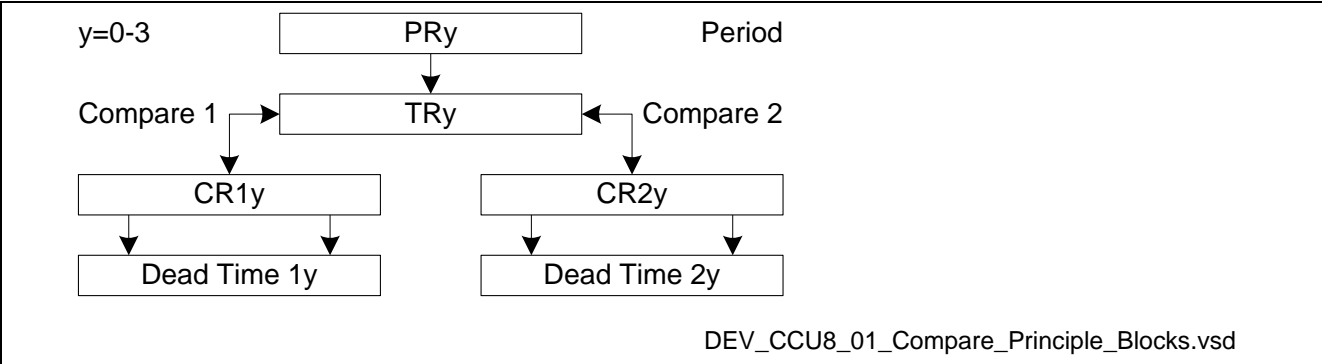 y=0-3 PRy Period
Compare 1 TRy Compare 2
CR1y CR2y
Dead Time 1y Dead Time 2y
DEV_CCU8_01_Compare_Principle_Blocks.vsd